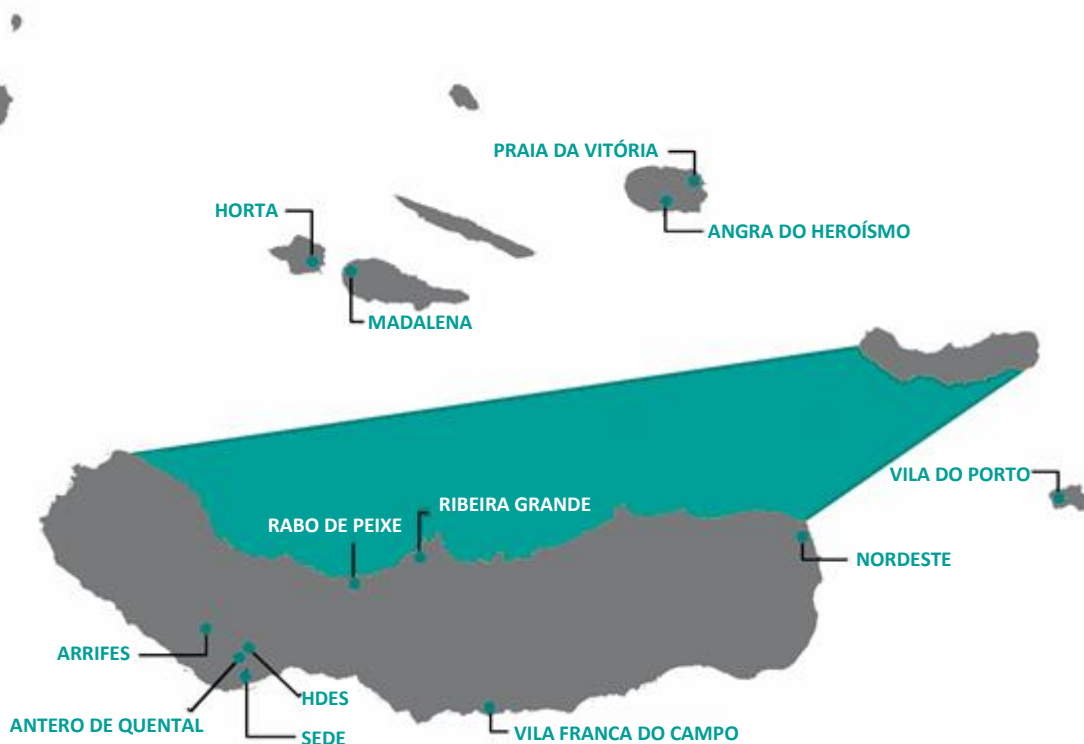 PRAIA DA VITÓRIA
HORTA
ANGRA DO HEROÍSMO
MADALENA
VILA DO PORTO
RIBEIRA GRANDE
RABO DE PEIXE
NORDESTE
ARRIFES
HDES
ANTERO DE QUENTAL
SEDE
VILA FRANCA DO CAMPO